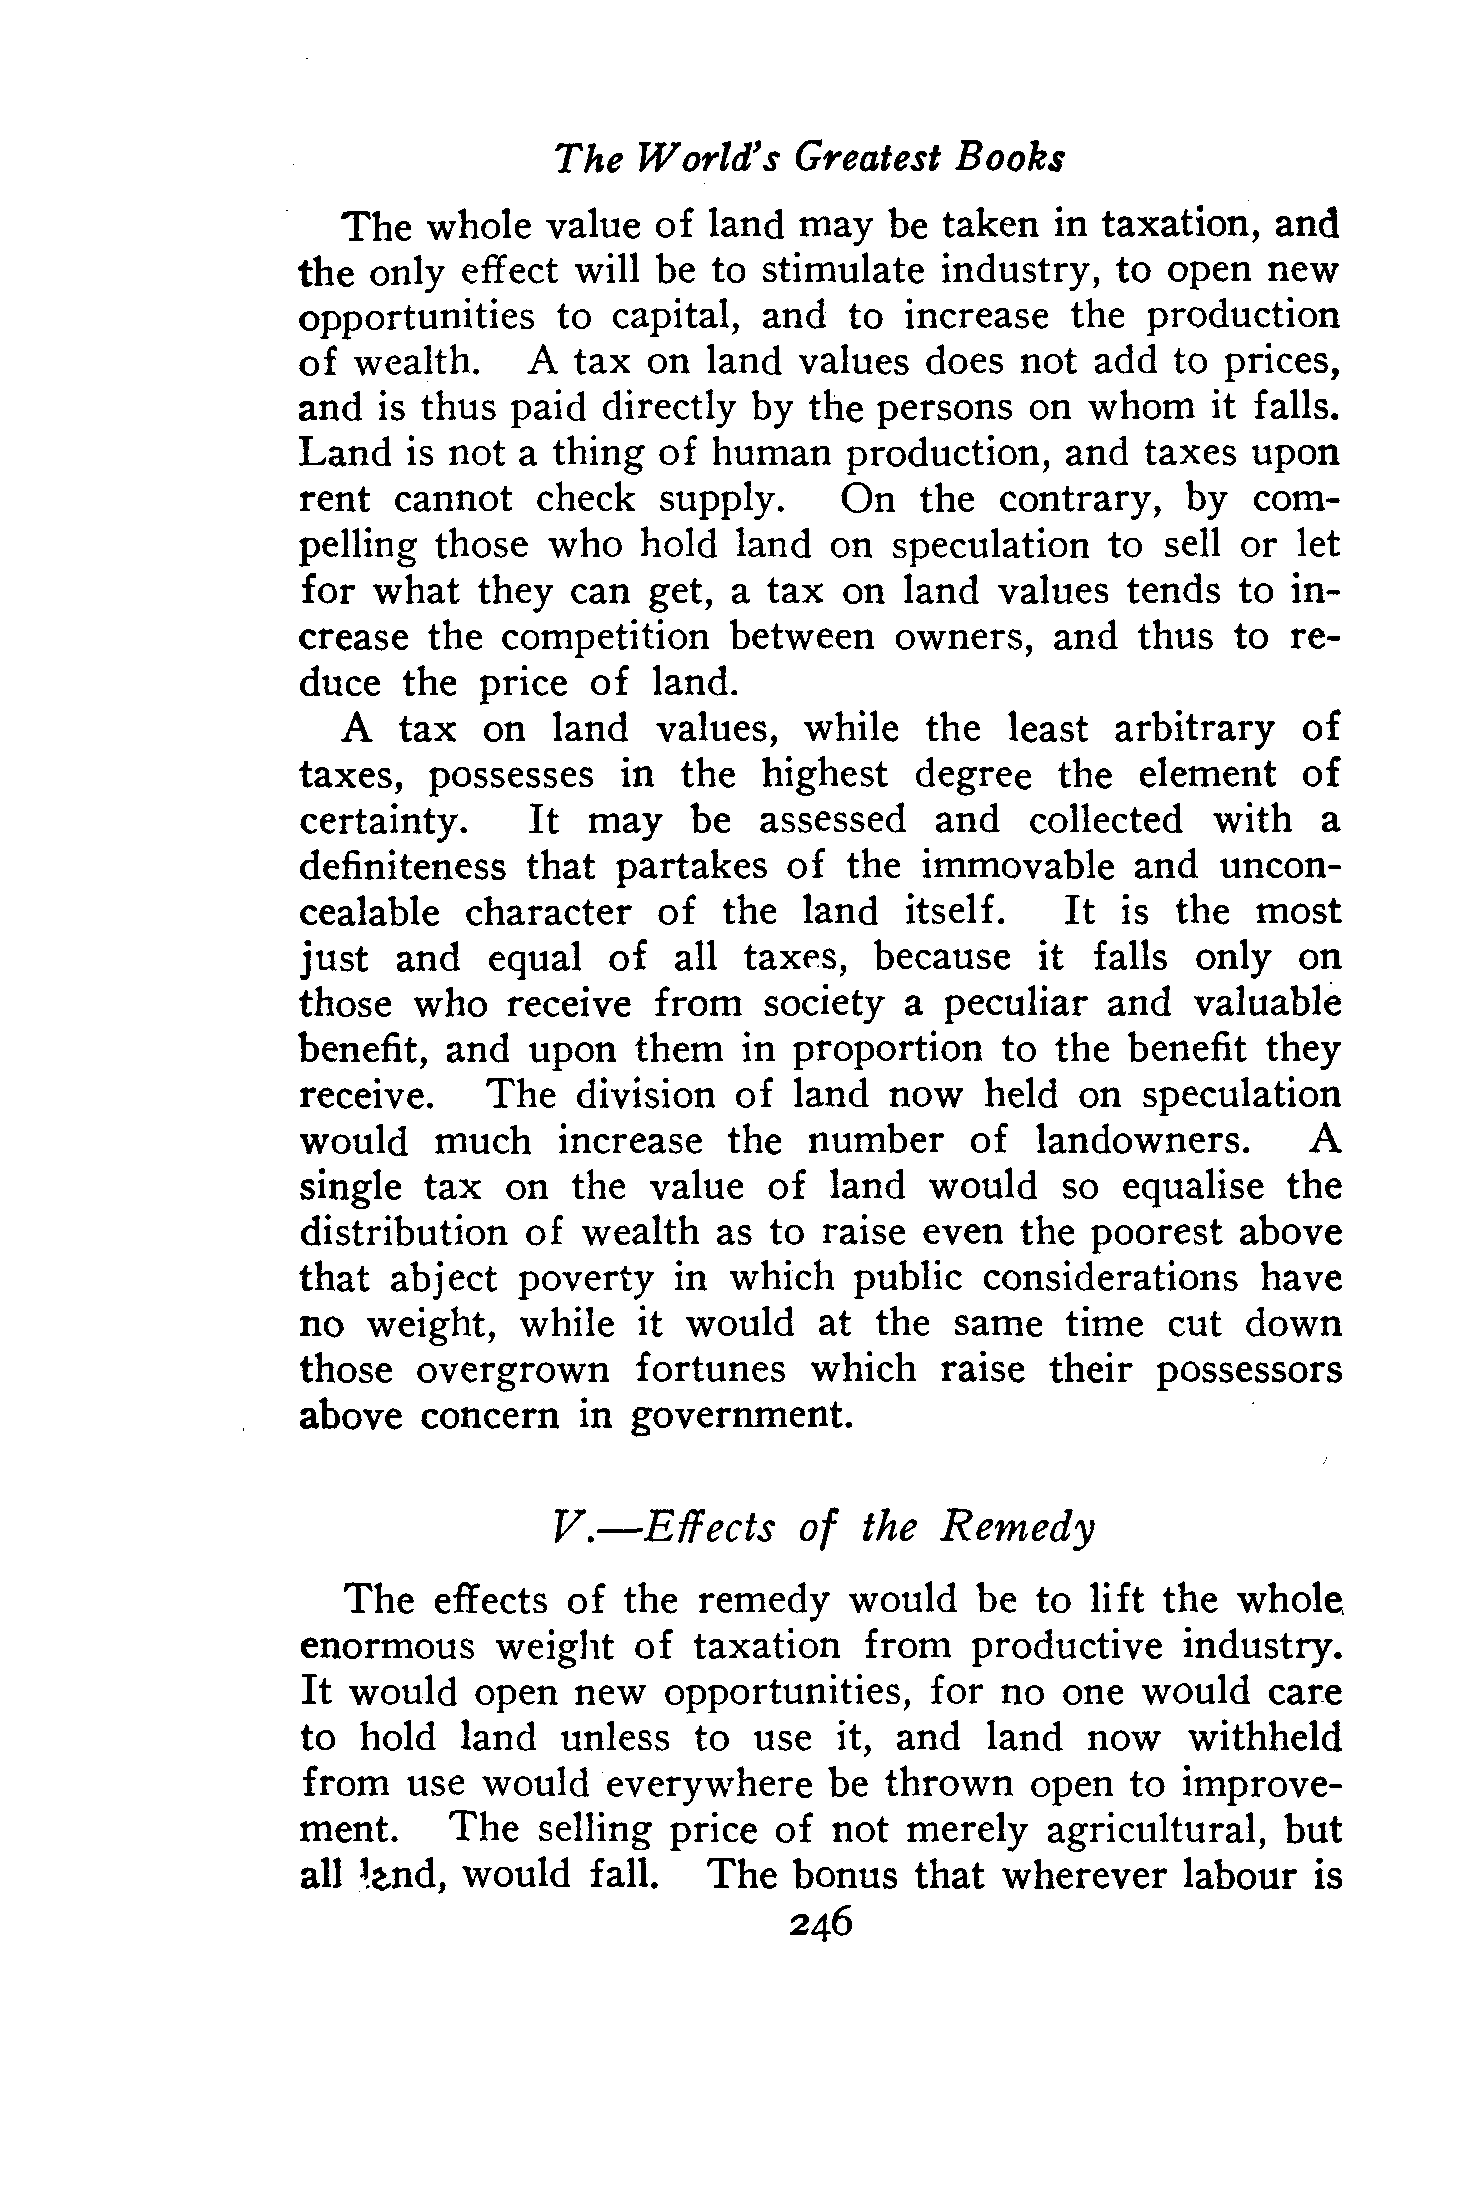 The World's Greatest Books
The whole value of land may be taken in taxation, and
the only effect will be to stimulate industry, to open new
opportunities to capital, and to increase the production
of wealth. A tax on land values does not add to prices,
and is thus paid directly by the persons on whom it falls.
Land is not a thing of human production, and taxes upon
rent cannot check supply. On the contrary, by com-
pelling those who hold land on speculation to sell or let
for what they can get, a tax on land values tends to in-
crease the competition between owners, and thus to re-
duce the price of land.
A tax on land values, while the least arbitrary of
taxes, possesses in the highest degree the element of
certainty. It may be assessed and collected with a
definiteness that partakes of the immovable and uncon-
cealable character of the land itself. It is the most
just and equal of all taxes, because it falls only on
those who receive from society a peculiar and valuable
benefit, and upon them in proportion to the benefit they
receive. The division of land now held on speculation
would much increase the number of landowners. A
single tax on the value of land would so equalise the
distribution of wealth as to raise even the poorest above
that abject poverty in which public considerations have
no weight, while it would at the same time cut down
those overgrown fortunes which raise their possessors
above concern in government.
V.—Effects of the Remedy
The effects of the remedy would be to lift the whole
enormous weight of taxation from productive industry.
It would open new opportunities, for no one would care
to hold land unless to use it, and land now withheld
from use would everywhere be thrown open to improve-
ment. The selling price of not merely agricultural, but
all land, would fall. The bonus that wherever labour is
246